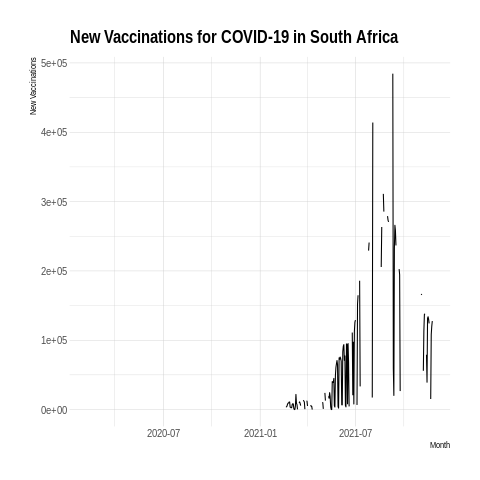 New Vaccinations for COVID-19 in South Africa
New Vaccinations
5e+05
4e+05
3e+05
2e+05
1e+05
0e+00
2020-07
2021-01
2021-07
Month